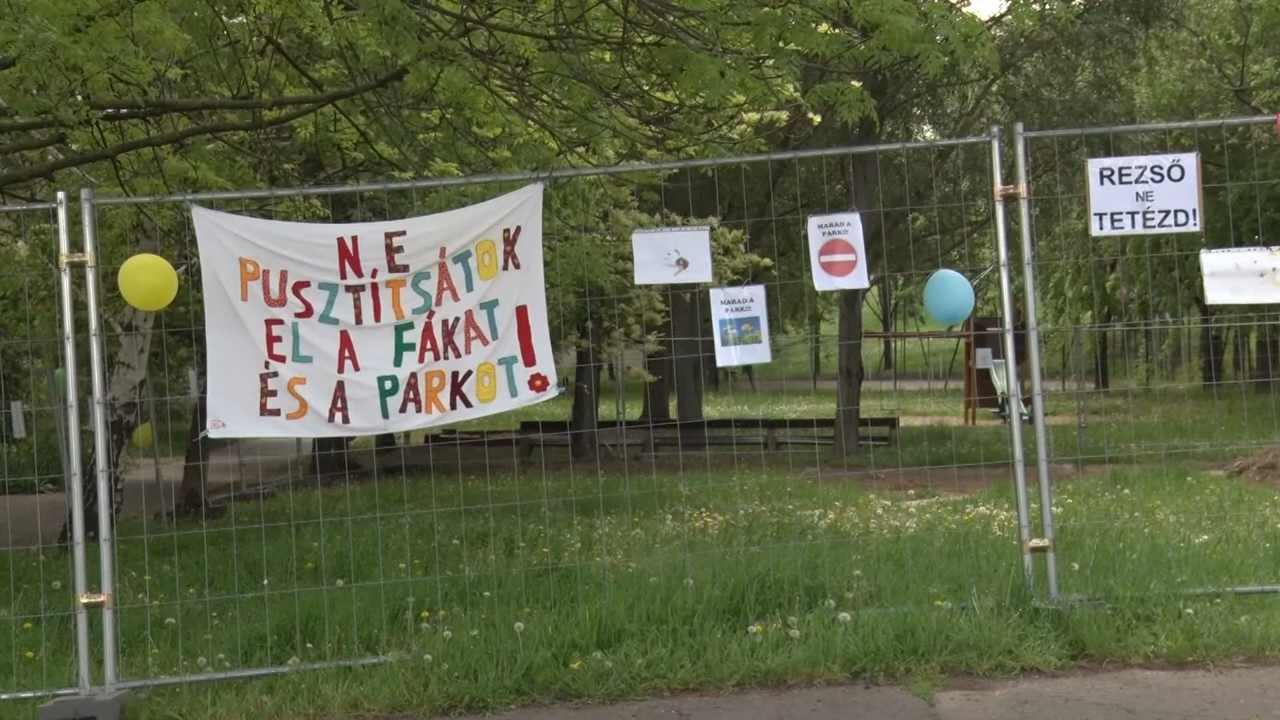 NE
PUSZTÍTSÁTOK
EL A FÁKAT
ÉS A PARKOT!
MARAD A
PARK!!!
MARAD A
PARK!!!
REZSŐ
NE
TETÉZD!